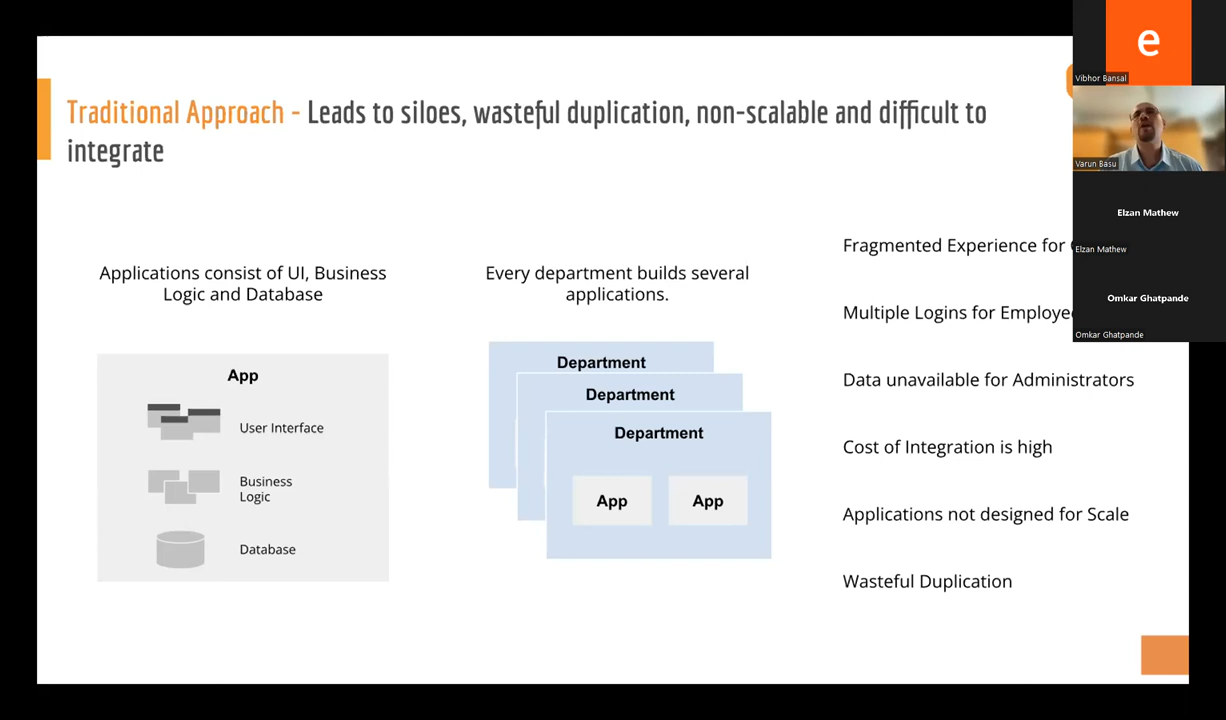 Traditional Approach - Leads to siloes, wasteful duplication, non-scalable and difficult to
integrate
Applications consist of UI, Business
Logic and Database
App
User Interface
Business
Logic
Database
Every department builds several
applications.
Department
Department
Department
App App
Fragmented Experience for
Multiple Logins for Employe
Data unavailable for Administrators
Cost of Integration is high
Applications not designed for Scale
Wasteful Duplication
e
Vibhor Bansal
Varun Basu
Elzan Mathew
Elzan Mathew
Omkar Ghatpande
Omkar Ghatpande